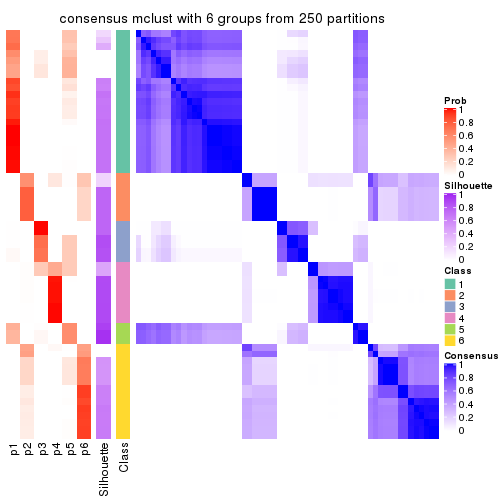 consensus mclust with 6 groups from 250 partitions
Prob
1
0.8
0.6
0.4
0.2
0
Silhouette
1
0.8
0.6
0.4
0.2
0
Class
1
2
3
4
5
6
Consensus
1
0.8
0.6
0.4
0.2
0
p1
p2
p3
p4
p5
p6
Silhouette
Class